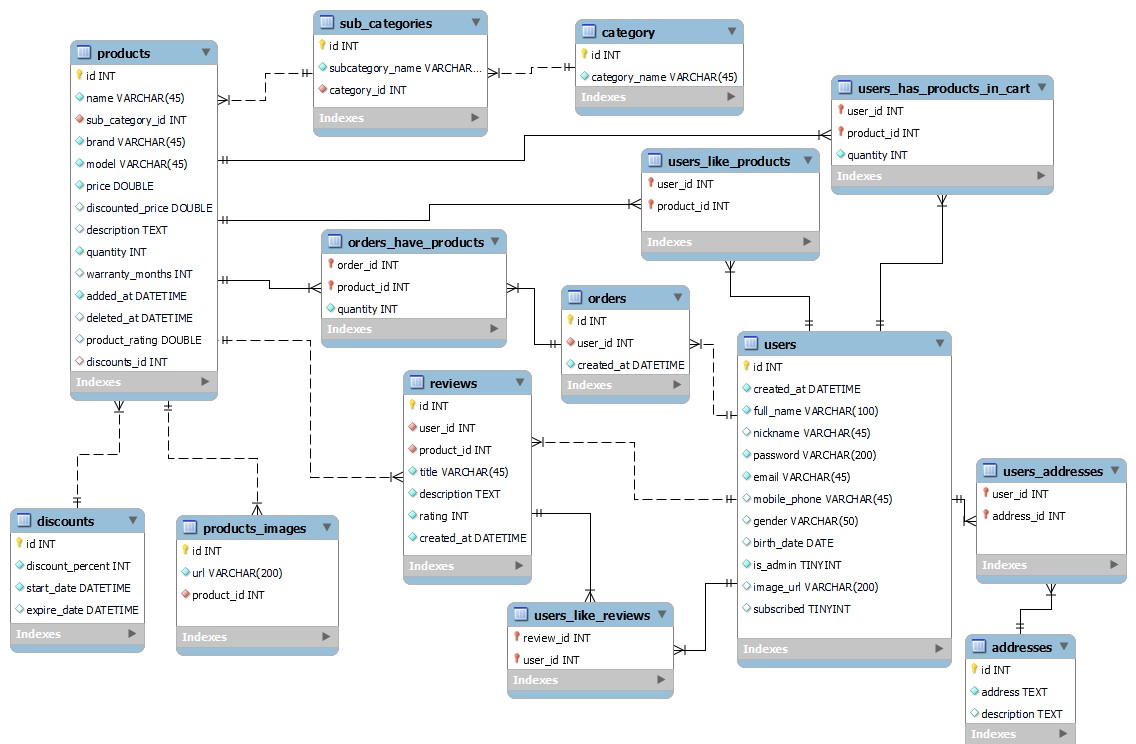 sub_categories
id INT
subcategory_name VARCHAR...
category_id INT
Indexes
category
id INT
category_name VARCHAR(45)
Indexes
products
id INT
name VARCHAR(45)
sub_category_id INT
brand VARCHAR(45)
model VARCHAR(45)
price DOUBLE
discounted_price DOUBLE
description TEXT
quantity INT
warranty_months INT
added_at DATETIME
deleted_at DATETIME
product_rating DOUBLE
discounts_id INT
Indexes
users_has_products_in_cart
user_id INT
product_id INT
quantity INT
Indexes
users_like_products
user_id INT
product_id INT
Indexes
orders_have_products
order_id INT
product_id INT
quantity INT
Indexes
orders
id INT
user_id INT
created_at DATETIME
Indexes
users
id INT
created_at DATETIME
full_name VARCHAR(100)
nickname VARCHAR(45)
password VARCHAR(200)
email VARCHAR(45)
mobile_phone VARCHAR(45)
gender VARCHAR(50)
birth_date DATE
is_admin TINYINT
image_url VARCHAR(200)
subscribed TINYINT
Indexes
reviews
id INT
user_id INT
product_id INT
title VARCHAR(45)
description TEXT
rating INT
created_at DATETIME
Indexes
users_addresses
user_id INT
address_id INT
Indexes
discounts
id INT
discount_percent INT
start_date DATETIME
expire_date DATETIME
Indexes
products_images
id INT
url VARCHAR(200)
product_id INT
Indexes
users_like_reviews
review_id INT
user_id INT
Indexes
addresses
id INT
address TEXT
description TEXT
Indexes